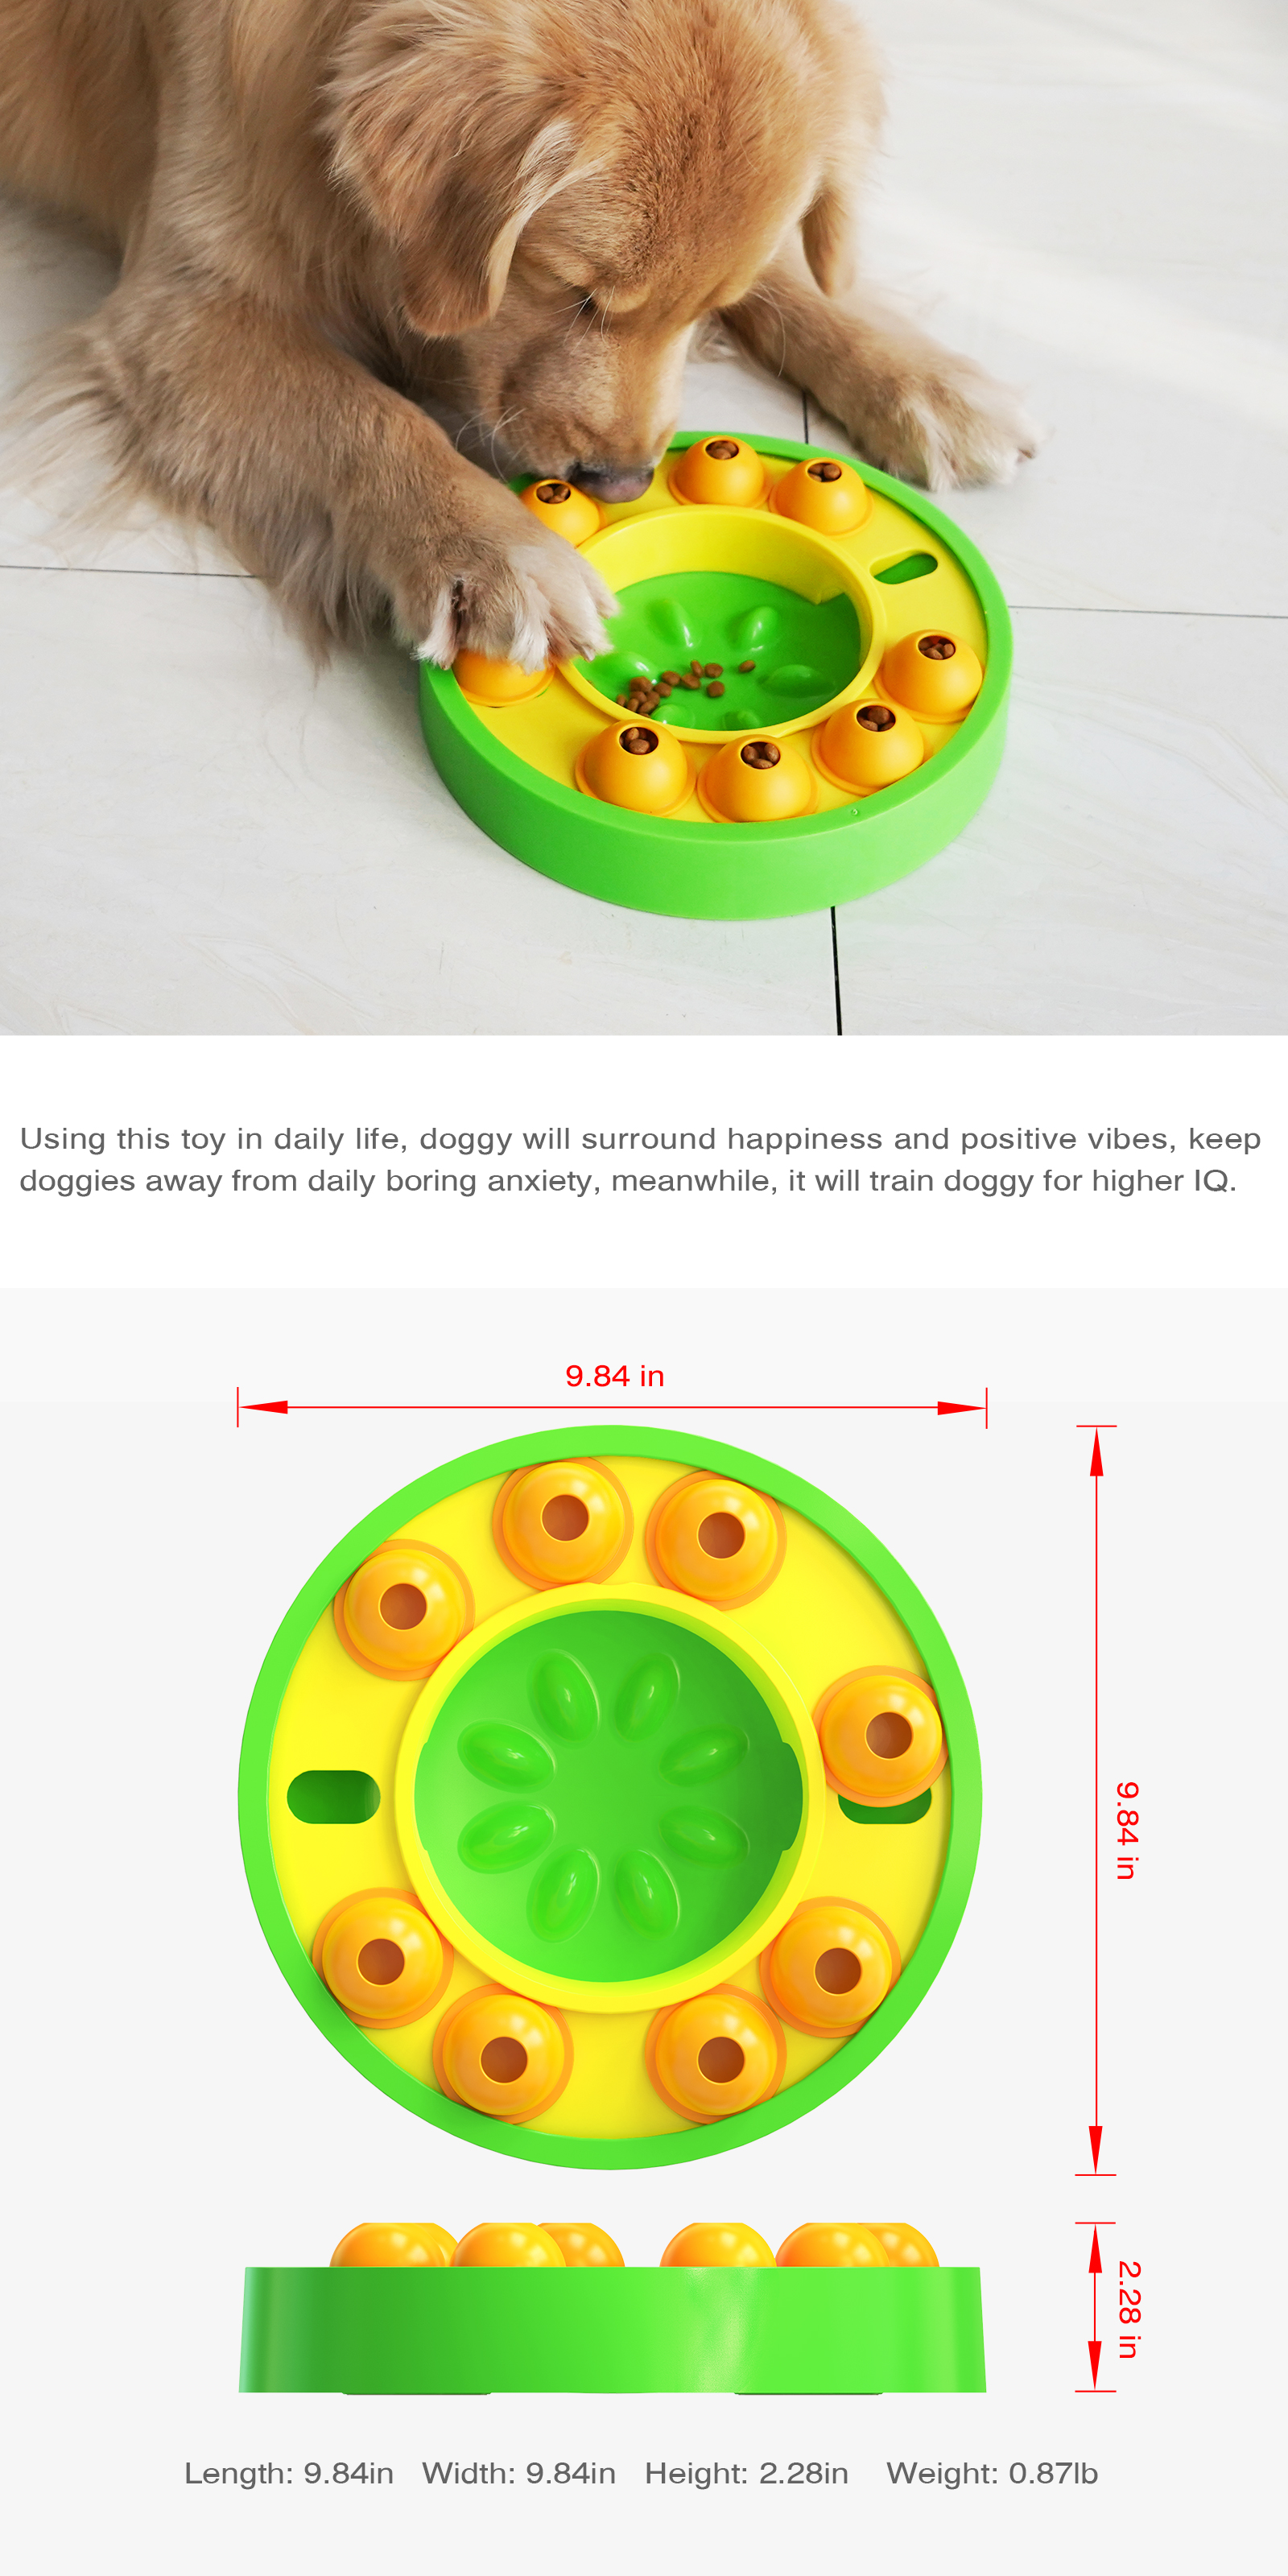 Using this toy in daily life, doggy will surround happiness and positive vibes, keep
doggies away from daily boring anxiety, meanwhile, it will train doggy for higher IQ.
9.84 in
9.84 in
2.28 in
Length: 9.84in Width: 9.84in Height: 2.28in Weight: 0.87lb